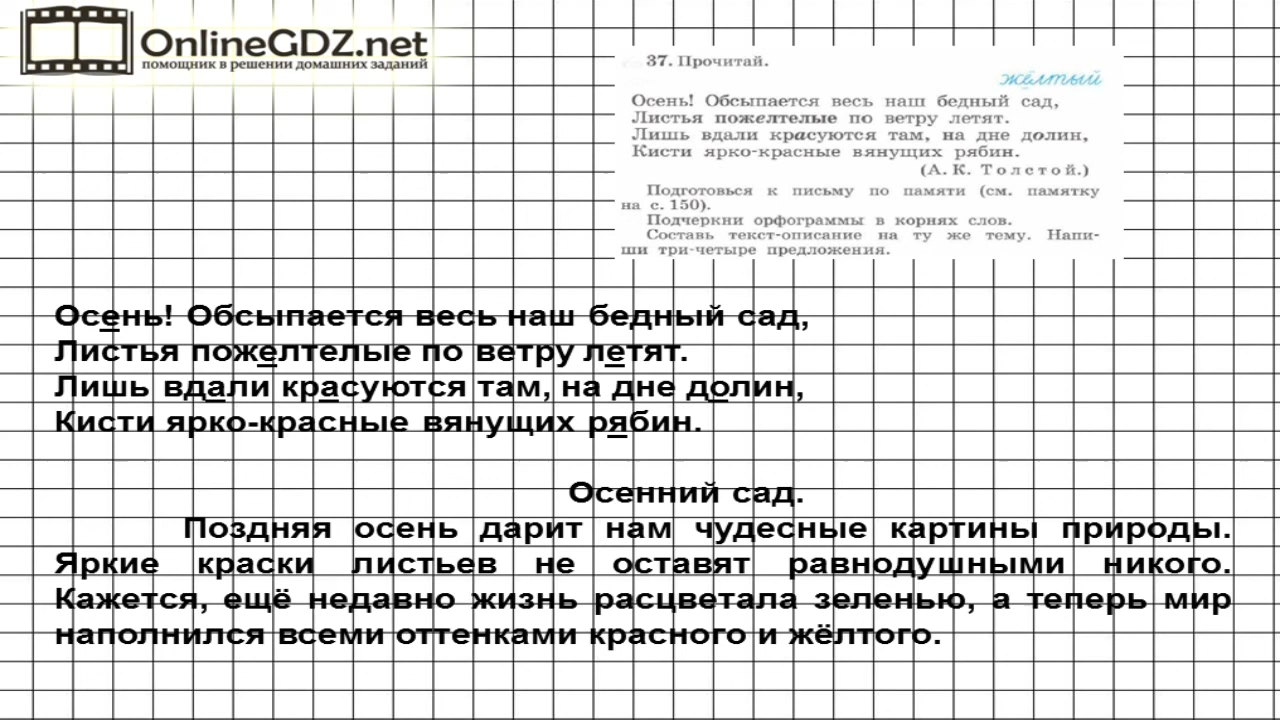 OnlineGDZ.net
помощник в решении домашних заданий
37. Прочитай.
жёлтый
Осень! Обсыпается весь наш бедный сад,
Листья пожелтелые по ветру летят.
Лишь вдали красуются там, на дне долин,
Кисти ярко-красные вянущих рябин.
(А. К. Толстой.)
Подготовься к письму по памяти (см. памятку
на с. 150).
Подчеркни орфограммы в корнях слов.
Составь текст-описание на ту же тему. Напи-
ши три-четыре предложения.
Осень! Обсыпается весь наш бедный сад,
Листья пожелтелые по ветру летят.
Лишь вдали красуются там, на дне долин,
Кисти ярко-красные вянущих рябин.
Осенний сад.
Поздняя осень дарит нам чудесные картины природы.
Яркие краски листьев не оставят равнодушными никого.
Кажется, ещё недавно жизнь расцветала зеленью, а теперь мир
наполнился всеми оттенками красного и жёлтого.